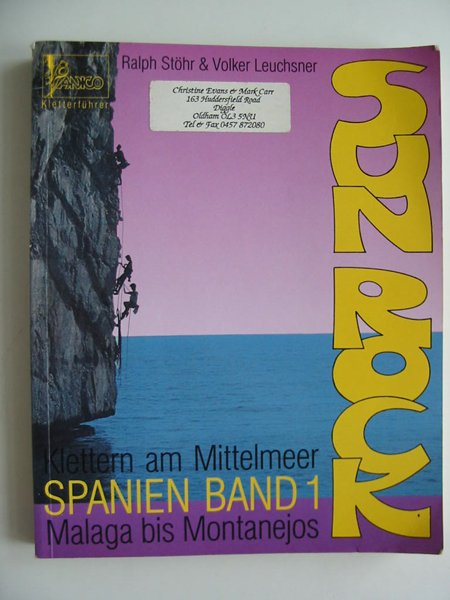 PANICO
Kletterführer
Ralph Stöhr & Volker Leuchsner
Christine Evans & Mark Carr
163 Huddersfield Road
Diggle
Oldham OL3 5NU
Tel & Fax 0457 872080
SUN ROCK
Klettern am Mittelmeer
SPANIEN BAND 1
Malaga bis Montanejos